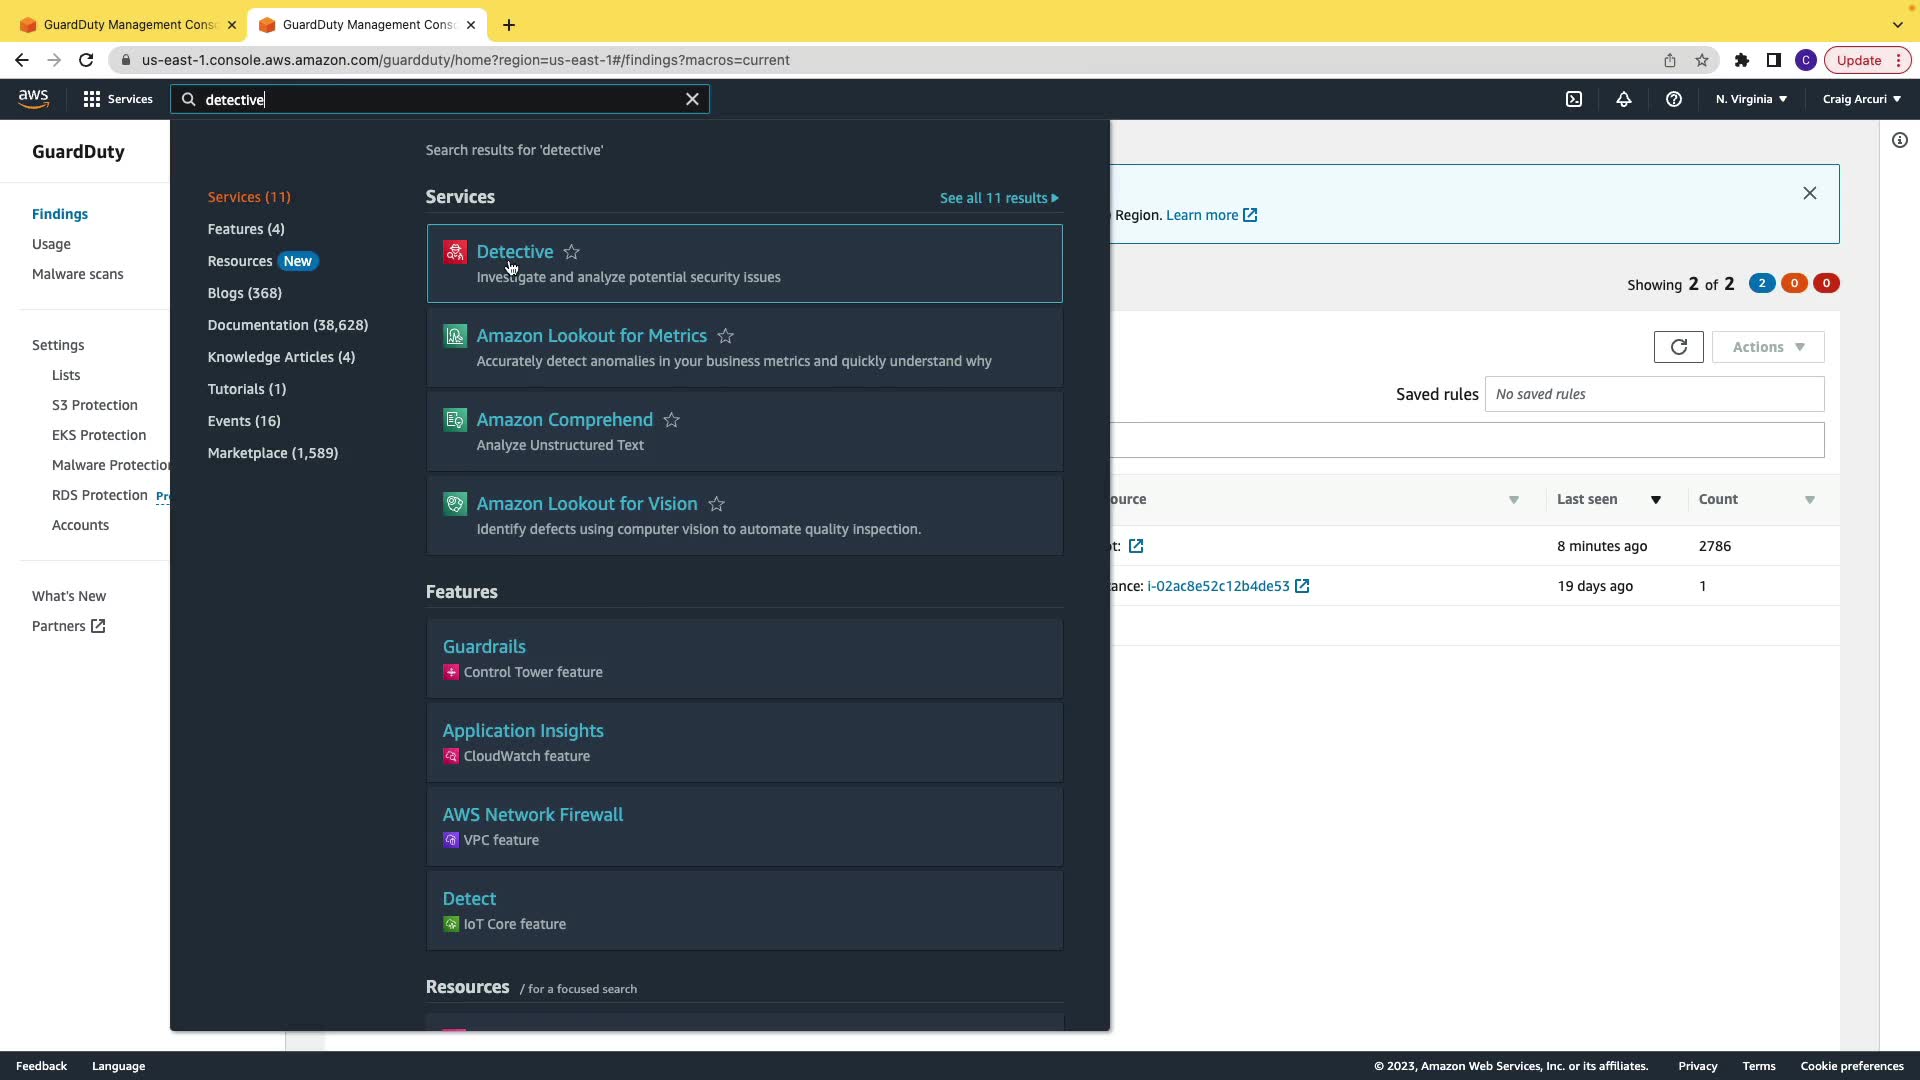 GuardDuty Management Conso
GuardDuty Management Conso
us-east-1.console.aws.amazon.com/guardduty/home?region=us-east-1#/findings?macros=current
Update
aws
Services
detective
N. Virginia
Craig Arcuri
GuardDuty
Findings
Usage
Malware scans
Settings
Lists
S3 Protection
EKS Protection
Malware Protection
RDS Protection Pre
Accounts
What's New
Partners
Search results for 'detective'
Services (11)
Features (4)
Resources New
Blogs (368)
Documentation (38,628)
Knowledge Articles (4)
Tutorials (1)
Events (16)
Marketplace (1,589)
Services
See all 11 results
Detective
Investigate and analyze potential security issues
Amazon Lookout for Metrics
Accurately detect anomalies in your business metrics and quickly understand why
Amazon Comprehend
Analyze Unstructured Text
Amazon Lookout for Vision
Identify defects using computer vision to automate quality inspection.
Features
Guardrails
Control Tower feature
Application Insights
CloudWatch feature
AWS Network Firewall
VPC feature
Detect
IoT Core feature
Resources / for a focused search
Region. Learn more
Showing 2 of 2 2 0 0
Actions
Saved rules No saved rules
ource Last seen Count
ot: 8 minutes ago 2786
tance: i-02ac8e52c12b4de53 19 days ago 1
Feedback Language
© 2023, Amazon Web Services, Inc. or its affiliates. Privacy Terms Cookie preferences